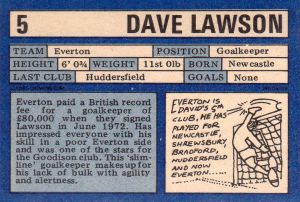 5 DAVE LAWSON
TEAM Everton POSITION Goalkeeper
HEIGHT 6' 0¾ WEIGHT 11st 0lb BORN Newcastle
LAST CLUB Huddersfield GOALS None
Everton paid a British record
fee for a goalkeeper of
£80,000 when they signed
Lawson in June 1972. Has
impressed everyone with his
skill in a poor Everton side
and was one of the stars for
the Goodison club. This 'slim-
line' goalkeeper makes up for
his lack of bulk with agility
and alertness.
EVERTON IS
DAVID'S 5TH
CLUB, HE HAS
PLAYED FOR
NEWCASTLE,
SHREWSBURY,
BRADFORD,
HUDDERSFIELD
AND NOW
EVERTON.....